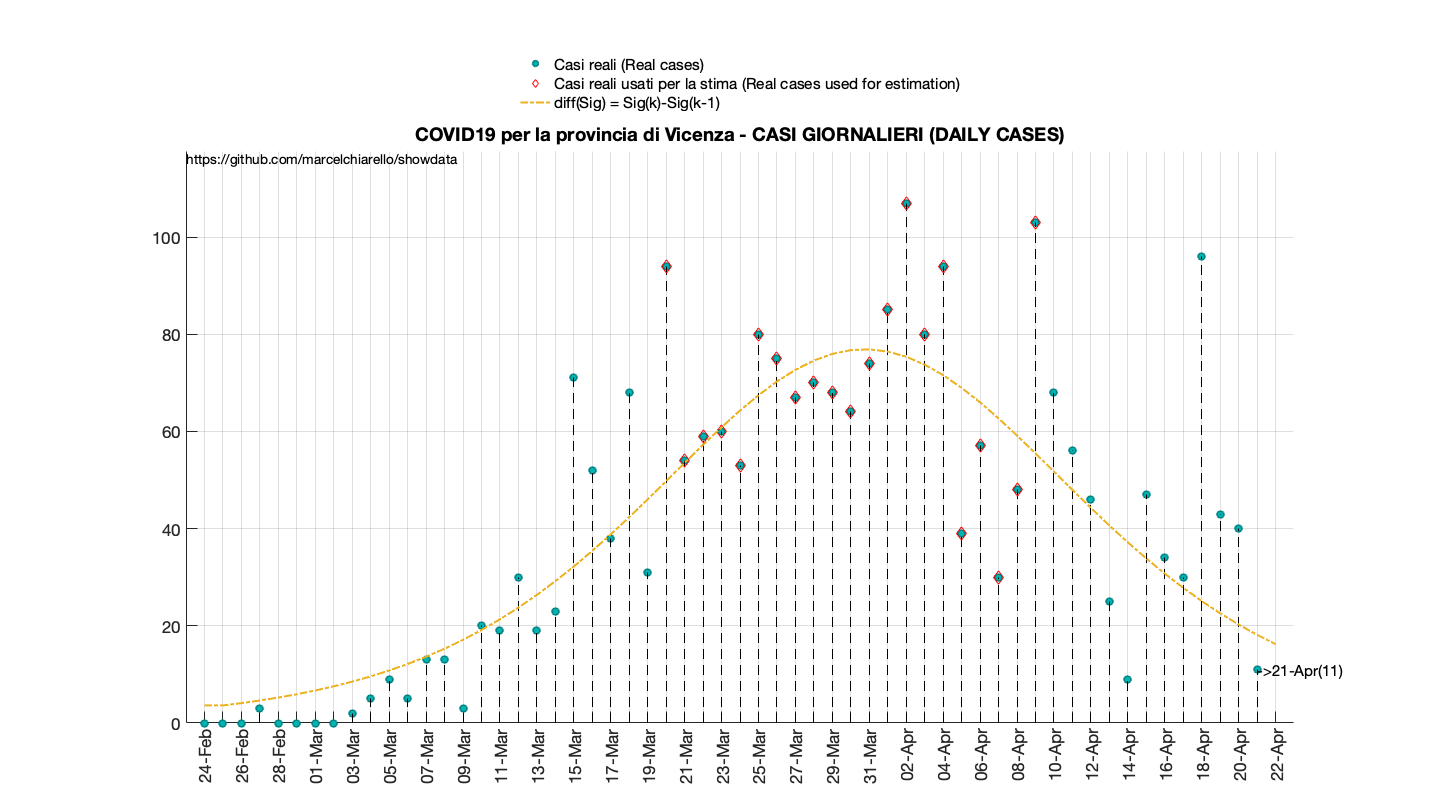 Casi reali (Real cases)
Casi reali usati per la stima (Real cases used for estimation)
diff(Sig) = Sig(k)-Sig(k-1)
COVID19 per la provincia di Vicenza - CASI GIORNALIERI (DAILY CASES)
https://github.com/marcelchiarello/showdata
100
80
60
40
20
0
->21-Apr(11)
24-Feb
26-Feb
28-Feb
01-Mar
03-Mar
05-Mar
07-Mar
09-Mar
11-Mar
13-Mar
15-Mar
17-Mar
19-Mar
21-Mar
23-Mar
25-Mar
27-Mar
29-Mar
31-Mar
02-Apr
04-Apr
06-Apr
08-Apr
10-Apr
12-Apr
14-Apr
16-Apr
18-Apr
20-Apr
22-Apr